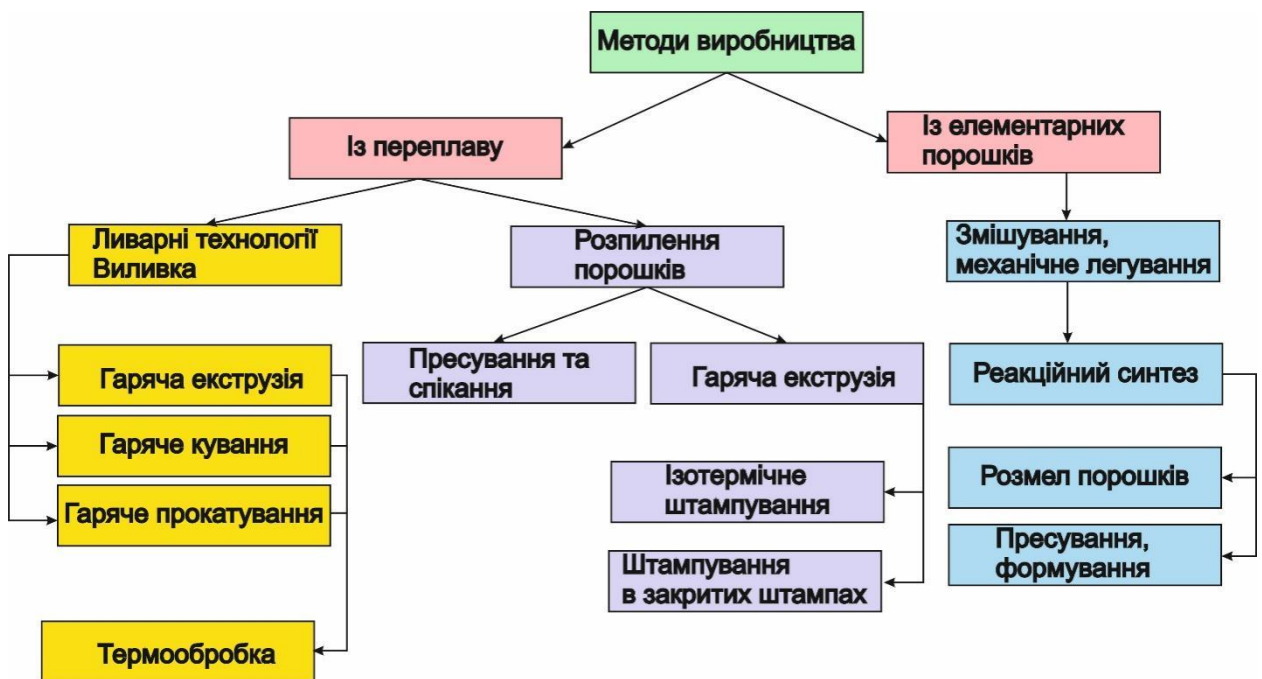 Методи виробництва
Із переплаву
Із елементарних
порошків
Ливарні технології
Виливка
Розпилення
порошків
Змішування,
механічне легування
Гаряча екструзія
Пресування та
спікання
Гаряча екструзія
Реакційний синтез
Гаряче кування
Гаряче прокатування
Ізотермічне
штампування
Розмел порошків
Штампування
в закритих штампах
Пресування,
формування
Термообробка